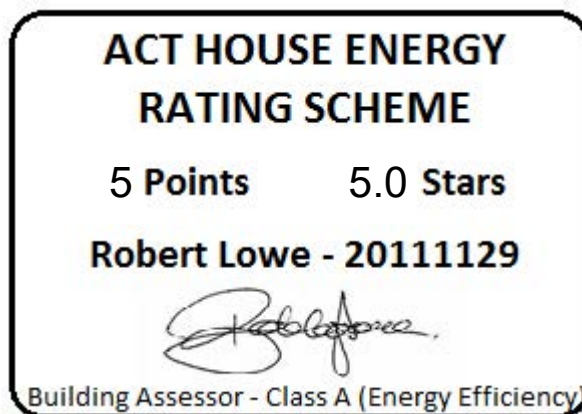 ACT HOUSE ENERGY
RATING SCHEME
5 Points 5.0 Stars
Robert Lowe - 20111129
Building Assessor - Class A (Energy Efficiency)